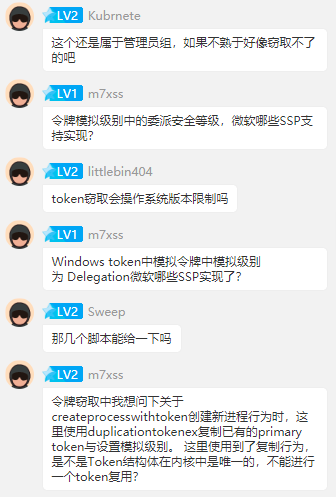 LV2 Kubrnete
这个还是属于管理员组，如果不熟于好像窃取不了
的吧
LV1 m7xss
令牌模拟级别中的委派安全等级，微软哪些SSP支
持实现？
LV2 littlebin404
token窃取会操作系统版本限制吗
LV1 m7xss
Windows token中模拟令牌中模拟级别
为 Delegation微软哪些SSP实现了？
LV2 Sweep
那几个脚本能给一下吗
LV2 m7xss
令牌窃取中我想问下关于
createprocesswithtoken创建新进程行为时，这
里使用duplicationtokenex复制已有的primary
token与设置模拟级别。 这里使用到了复制行为，
是不是Token结构体在内核中是唯一的，不能进行
一个token复用？